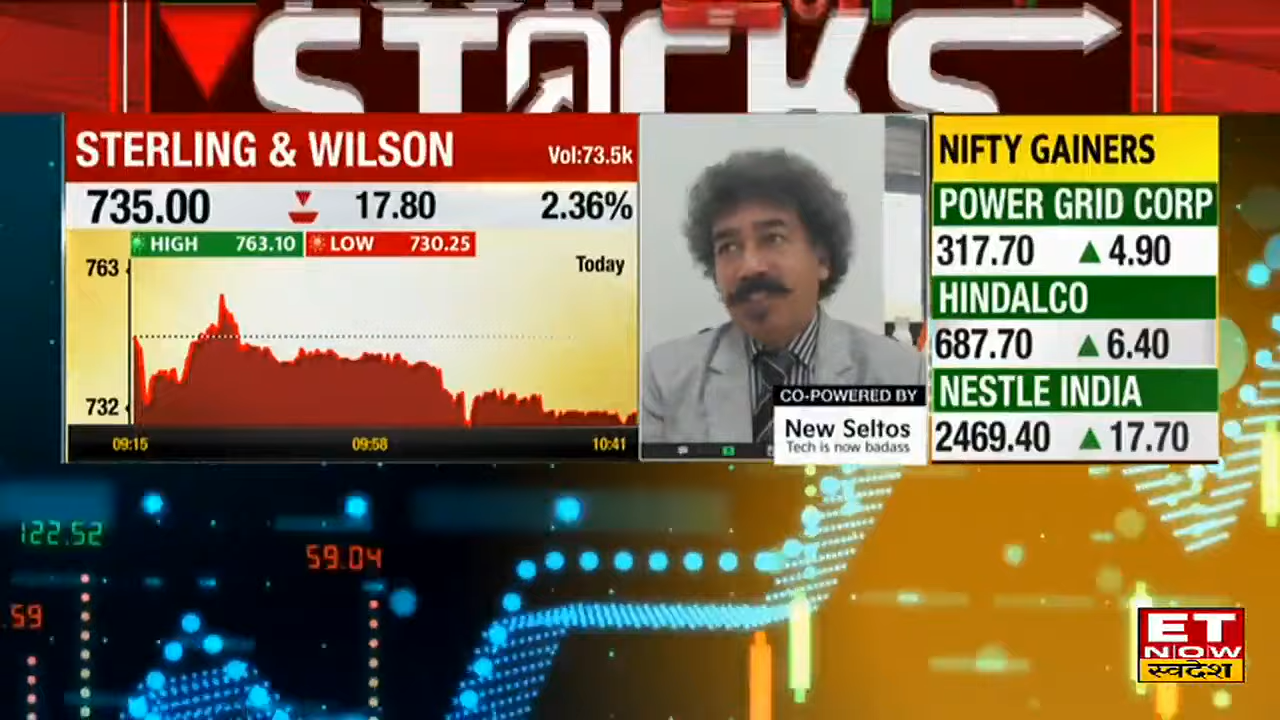 STOCKS
STERLING & WILSON
Vol:73.5k
735.00 17.80 2.36%
HIGH 763.10 LOW 730.25
763
Today
732
09:15 09:58 10:41
CO-POWERED BY
New Seltos
Tech is now badass
NIFTY GAINERS
POWER GRID CORP
317.70 ▲4.90
HINDALCO
687.70 ▲6.40
NESTLE INDIA
2469.40 ▲17.70
122.52
59.04
.59
ET
NOW
स्वदेश